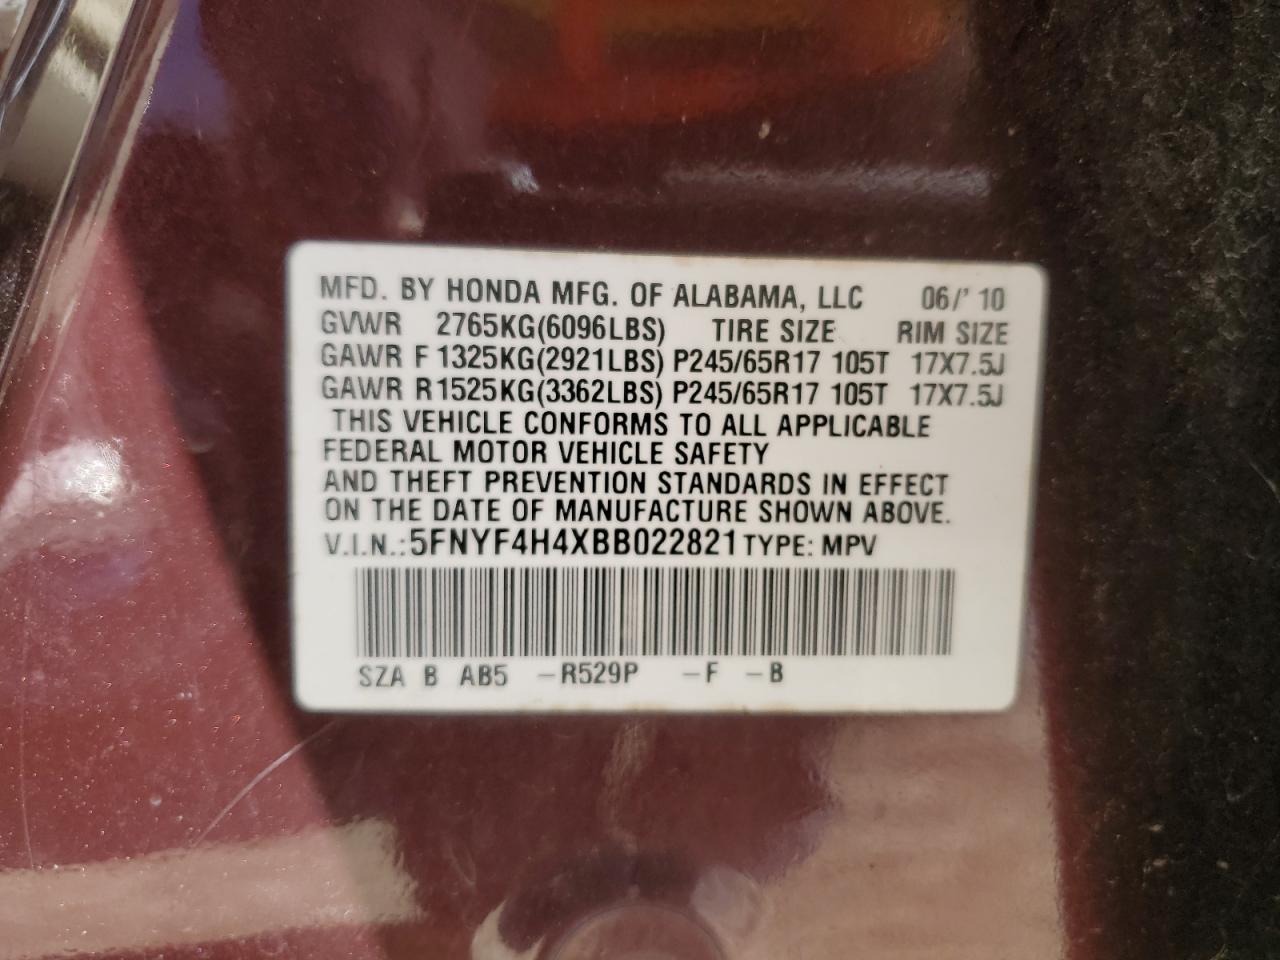 MFD. BY HONDA MFG. OF ALABAMA, LLC 06/' 10
GVWR 2765KG(6096LBS) TIRE SIZE RIM SIZE
GAWR F 1325KG(2921LBS) P245/65R17 105T 17X7.5J
GAWR R1525KG(3362LBS) P245/65R17 105T 17X7.5J
THIS VEHICLE CONFORMS TO ALL APPLICABLE
FEDERAL MOTOR VEHICLE SAFETY
AND THEFT PREVENTION STANDARDS IN EFFECT
ON THE DATE OF MANUFACTURE SHOWN ABOVE.
V.I.N.:5FNYF4H4XBB022821 TYPE: MPV
SZA B AB5 –R529P –F –B